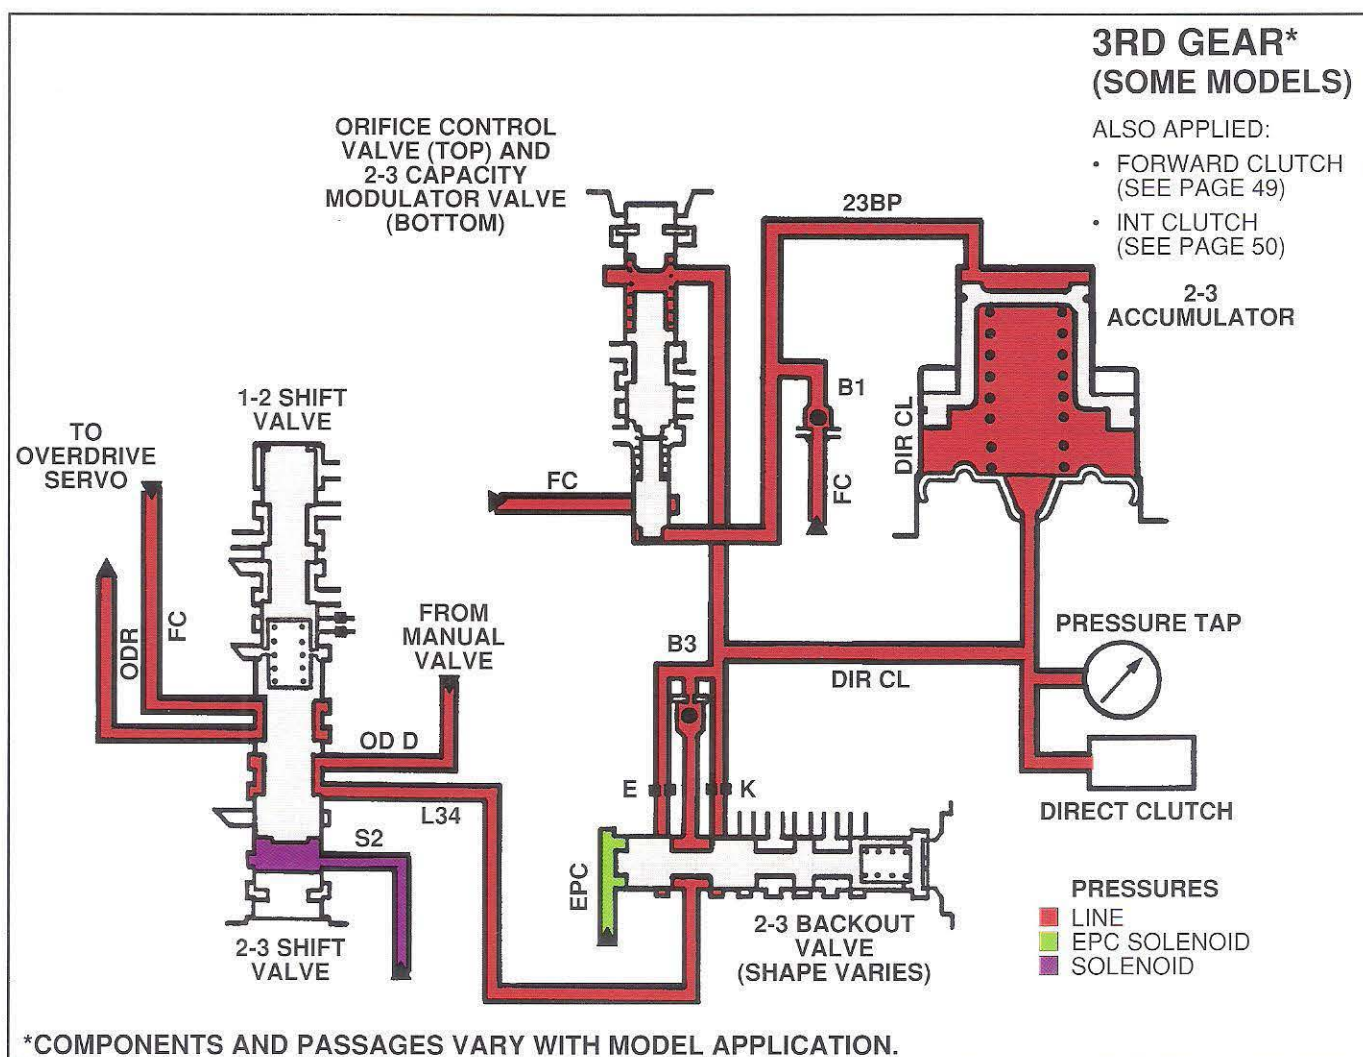 3RD GEAR*
(SOME MODELS)
ALSO APPLIED:
• FORWARD CLUTCH
(SEE PAGE 49)
• INT CLUTCH
(SEE PAGE 50)
ORIFICE CONTROL
VALVE (TOP) AND
2-3 CAPACITY
MODULATOR VALVE
(BOTTOM)
23BP
2-3
ACCUMULATOR
B1
DIR CL
FC
FC
1-2 SHIFT
VALVE
TO
OVERDRIVE
SERVO
ODR
FC
FROM
MANUAL
VALVE
B3
DIR CL
PRESSURE TAP
OD D
E
K
L34
DIRECT CLUTCH
S2
EPC
2-3 SHIFT
VALVE
2-3 BACKOUT
VALVE
(SHAPE VARIES)
PRESSURES
LINE
EPC SOLENOID
SOLENOID
*COMPONENTS AND PASSAGES VARY WITH MODEL APPLICATION.